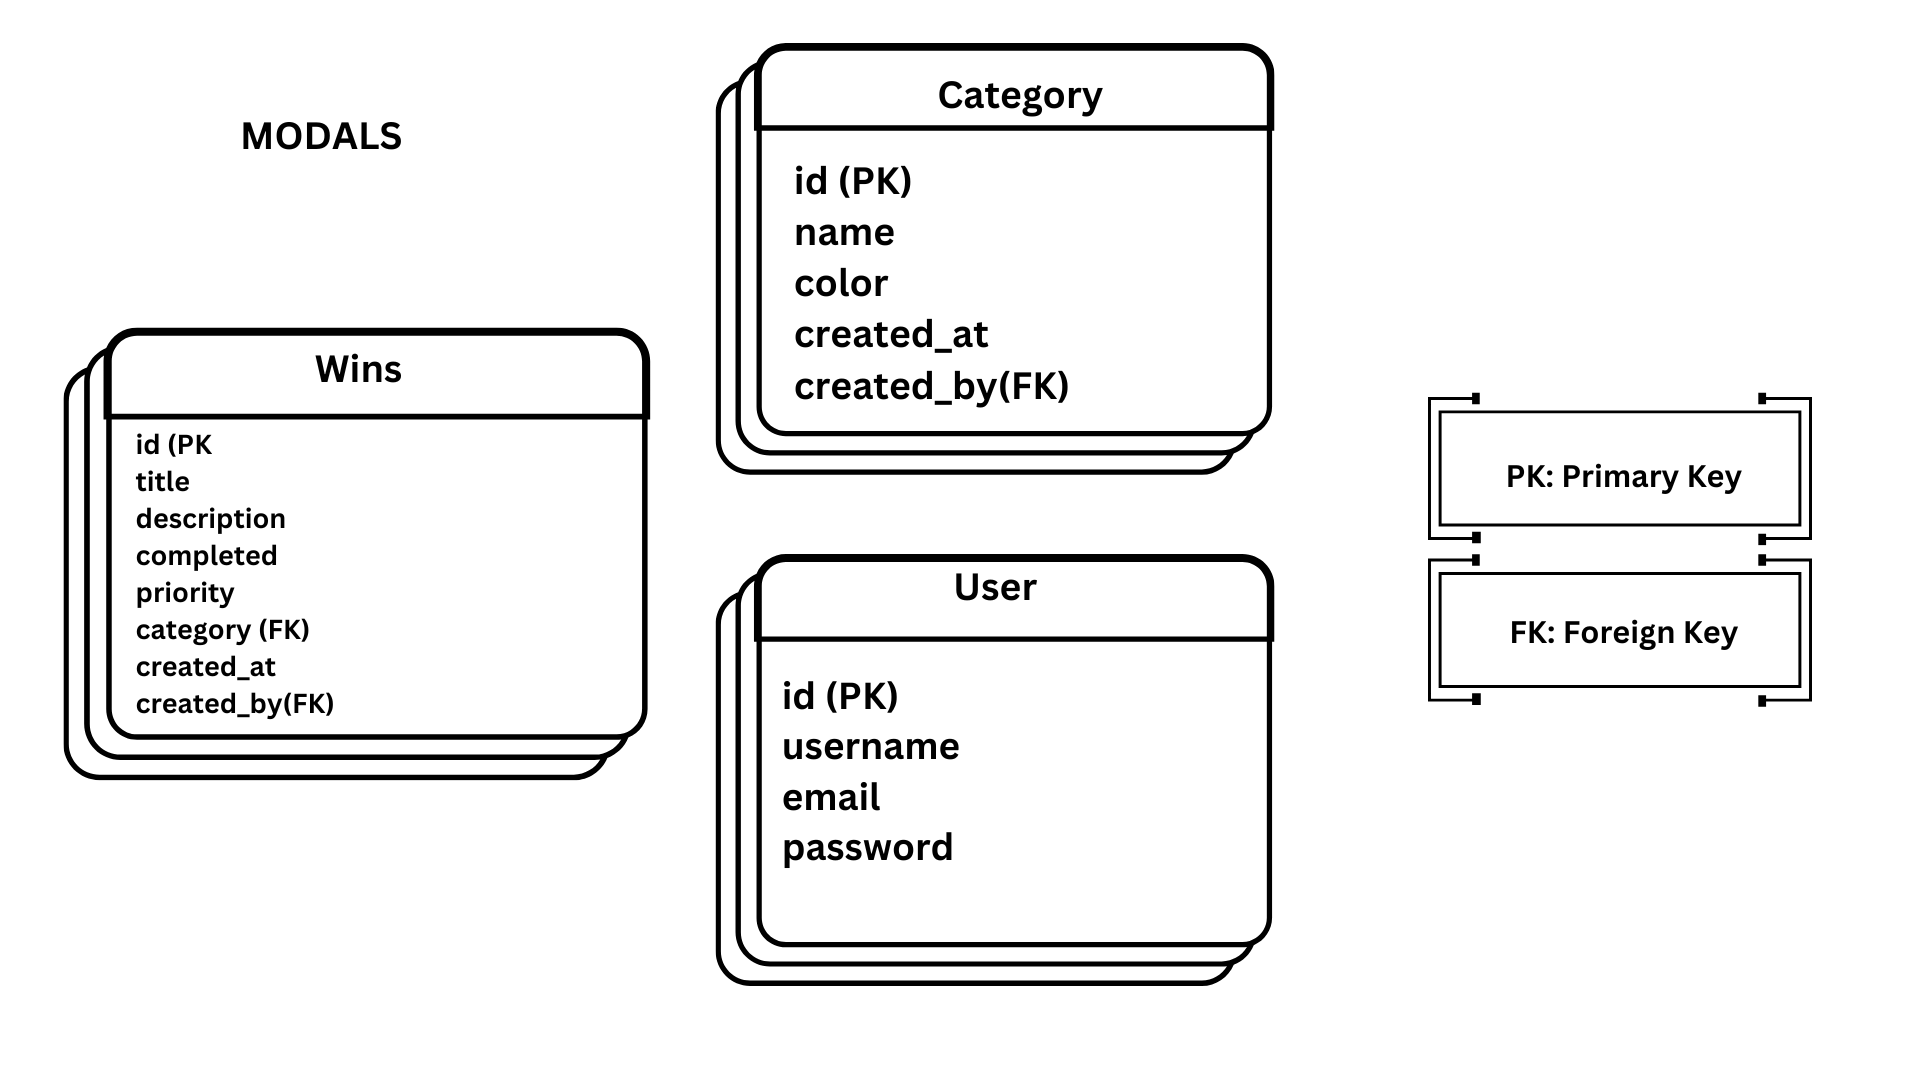 MODALS
Wins
id (PK
title
description
completed
priority
category (FK)
created_at
created_by(FK)
Category
id (PK)
name
color
created_at
created_by(FK)
User
id (PK)
username
email
password
PK: Primary Key
FK: Foreign Key